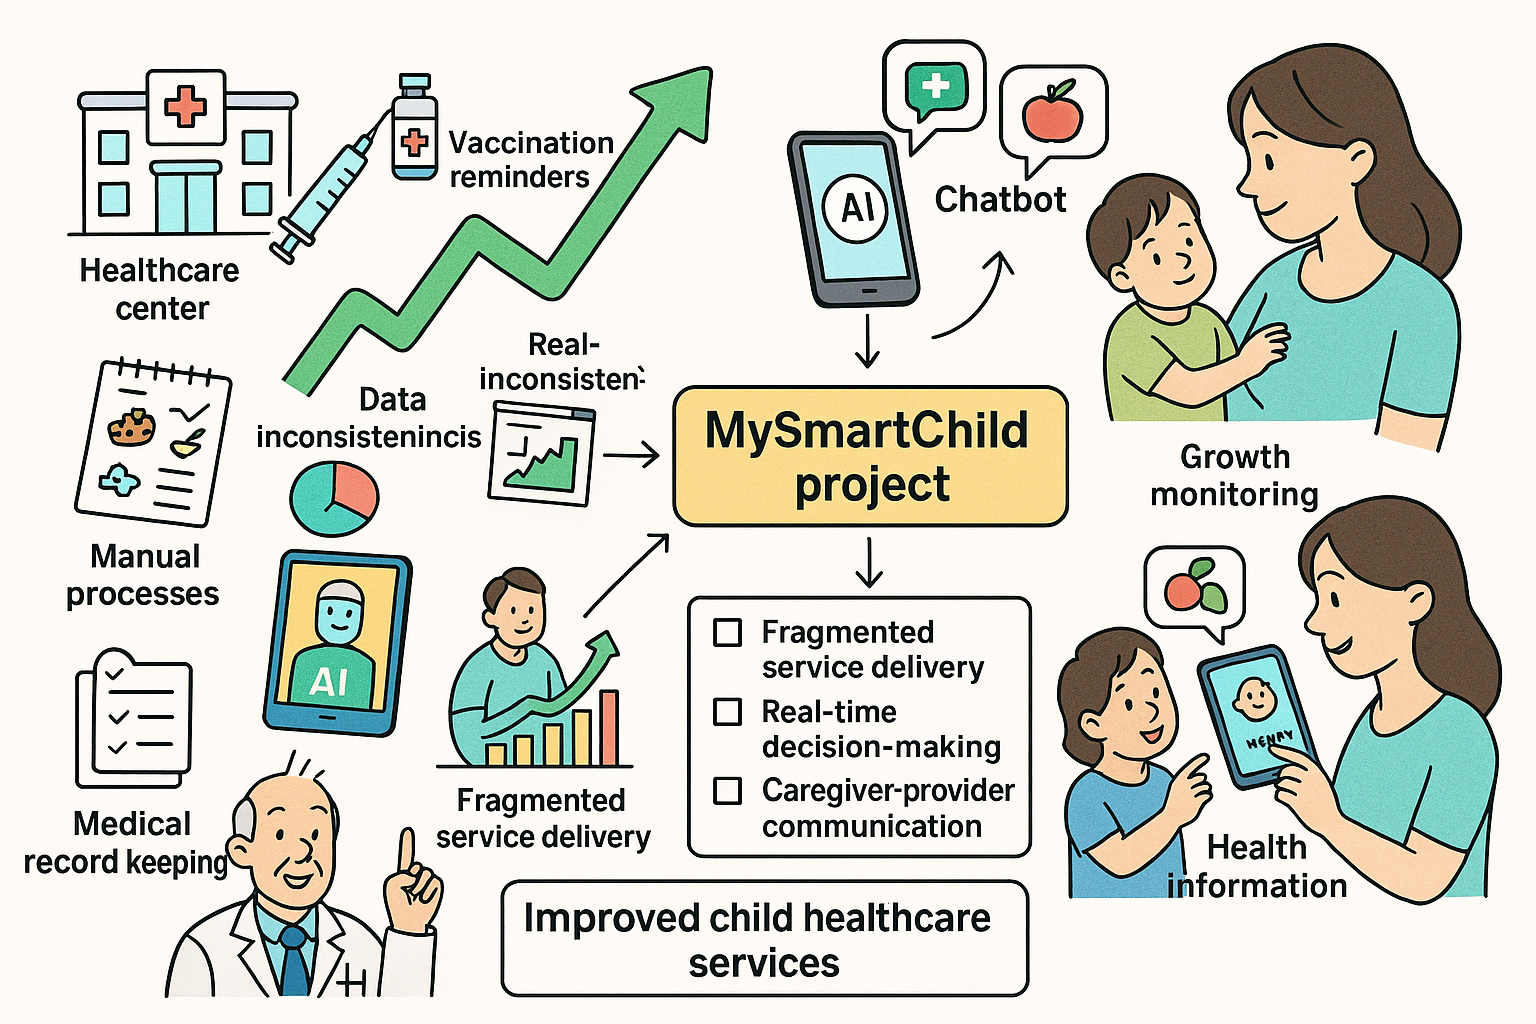 Healthcare
center
Vaccination
reminders
AI
Chatbot
Real-
inconsisten
Data
inconsistenincis
Manual
processes
MySmartChild
project
Growth
monitoring
AI
Medical
record keeping
Fragmented
service delivery
Fragmented
service delivery
Real-time
decision-making
Caregiver-provider
communication
HENRY
Health
information
Improved child healthcare
services